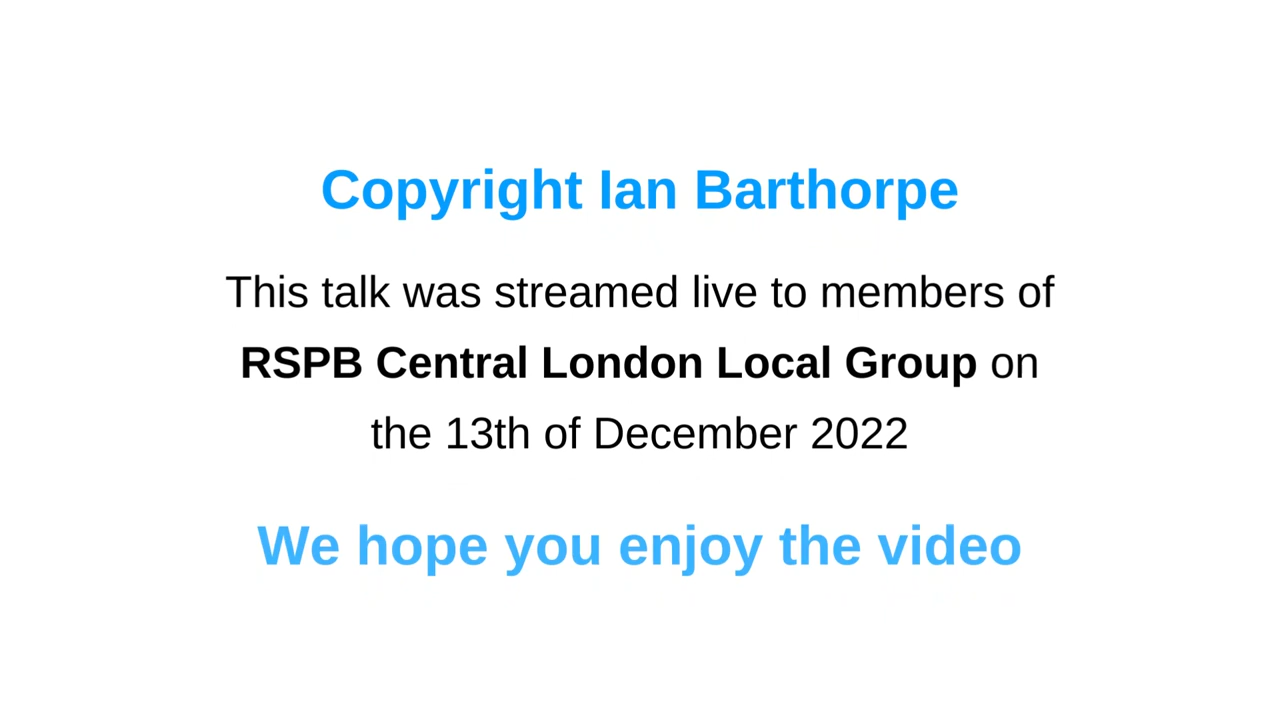 Copyright Ian Barthorpe
This talk was streamed live to members of
RSPB Central London Local Group on
the 13th of December 2022
We hope you enjoy the video